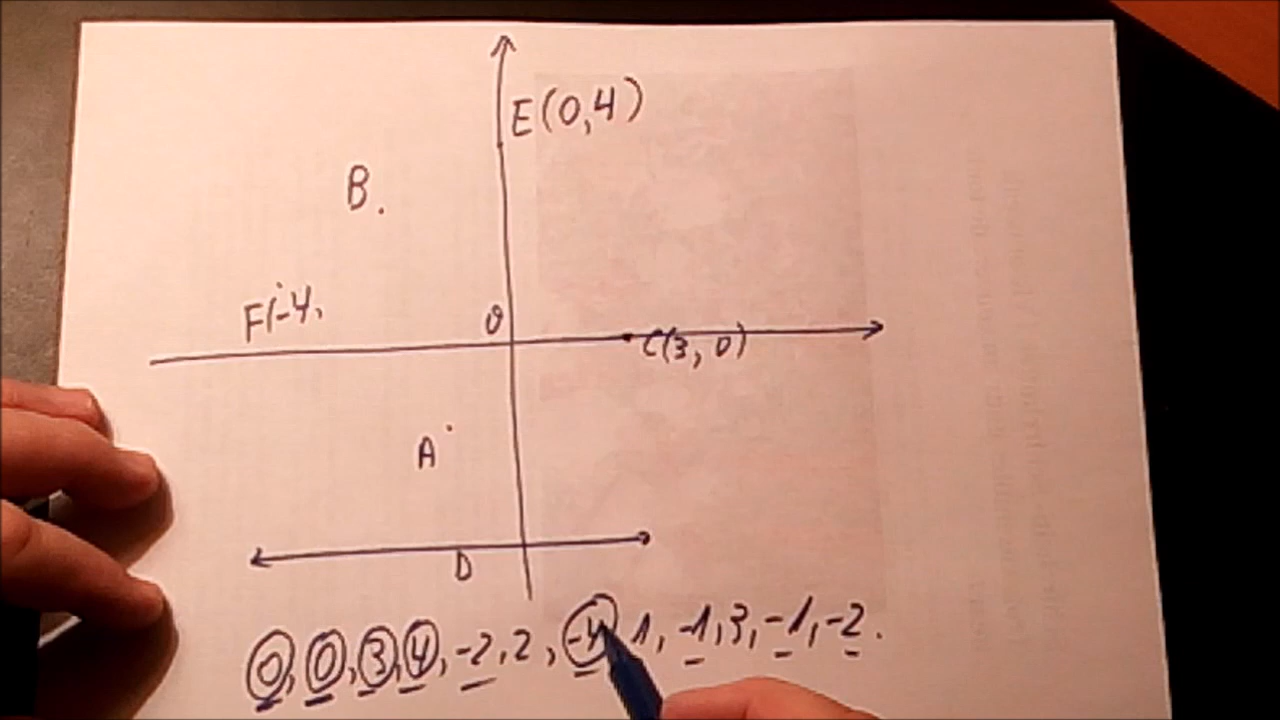 E(0,4)
B.
F(-4,
0
C(3, 0)
A
D
0, 0, 3, 4, -2, 2, -4, 1, -1, 3, -1, -2.